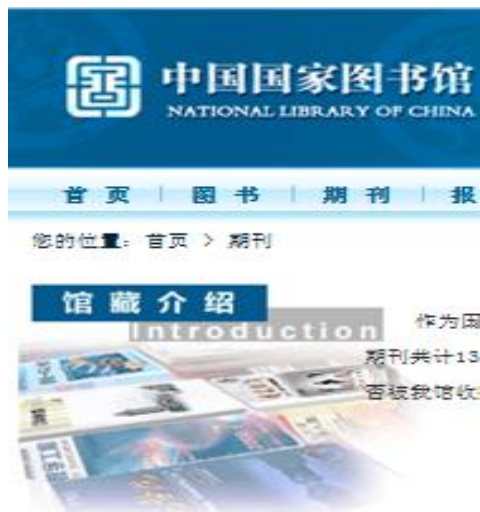 中国国家图书馆
NATIONAL LIBRARY OF CHINA
首页 图书 期刊 报
您的位置：首页 > 期刊
馆藏介绍
Introduction
作为国
期刊共计13
否被我馆收